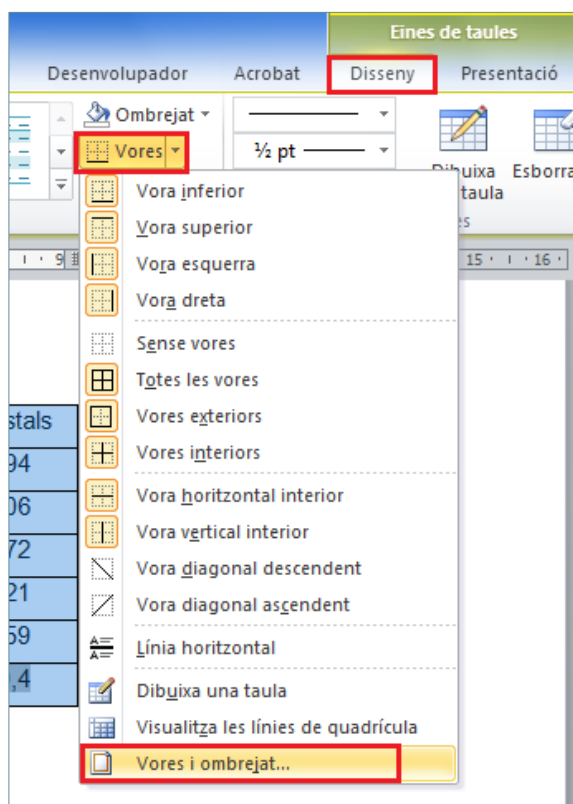 Eines de taules
Desenvolupador Acrobat Disseny Presentació
Ombrejat
Vores ½ pt
Esborra
taula
Vora inferior
Vora superior
Vora esquerra
Vora dreta
Sense vores
Totes les vores
Vores exteriors
Vores interiors
Vora horitzontal interior
Vora vertical interior
Vora diagonal descendent
Vora diagonal ascendent
Línia horitzontal
Dibuixa una taula
Visualitza les línies de quadrícula
Vores i ombrejat...
9 15 16
stals
94
06
72
21
59
,4